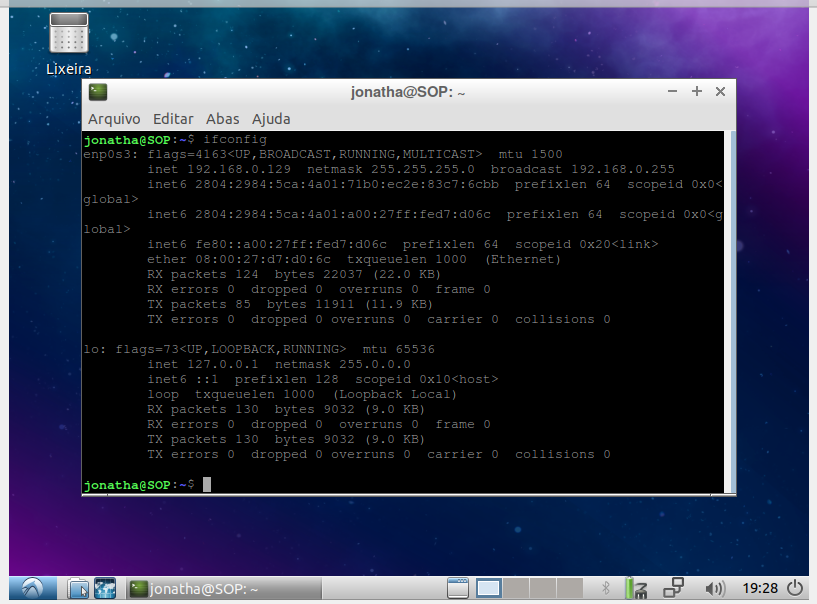 Lixeira
jonatha@SOP: ~
Arquivo Editar Abas Ajuda
jonatha@SOP:~$ ifconfig
enp0s3: flags=4163<UP,BROADCAST,RUNNING,MULTICAST>  mtu 1500
        inet 192.168.0.129  netmask 255.255.255.0  broadcast 192.168.0.255
        inet6 2804:2984:5ca:4a01:71b0:ec2e:83c7:6cbb  prefixlen 64  scopeid 0x0<
global>
        inet6 2804:2984:5ca:4a01:a00:27ff:fed7:d06c  prefixlen 64  scopeid 0x0<g
lobal>
        inet6 fe80::a00:27ff:fed7:d06c  prefixlen 64  scopeid 0x20<link>
        ether 08:00:27:d7:d0:6c  txqueuelen 1000  (Ethernet)
        RX packets 124  bytes 22037 (22.0 KB)
        RX errors 0  dropped 0  overruns 0  frame 0
        TX packets 85  bytes 11911 (11.9 KB)
        TX errors 0  dropped 0 overruns 0  carrier 0  collisions 0
lo: flags=73<UP,LOOPBACK,RUNNING>  mtu 65536
        inet 127.0.0.1  netmask 255.0.0.0
        inet6 ::1  prefixlen 128  scopeid 0x10<host>
        loop  txqueuelen 1000  (Loopback Local)
        RX packets 130  bytes 9032 (9.0 KB)
        RX errors 0  dropped 0  overruns 0  frame 0
        TX packets 130  bytes 9032 (9.0 KB)
        TX errors 0  dropped 0 overruns 0  carrier 0  collisions 0
jonatha@SOP:~$
jonatha@SOP: ~
19:28